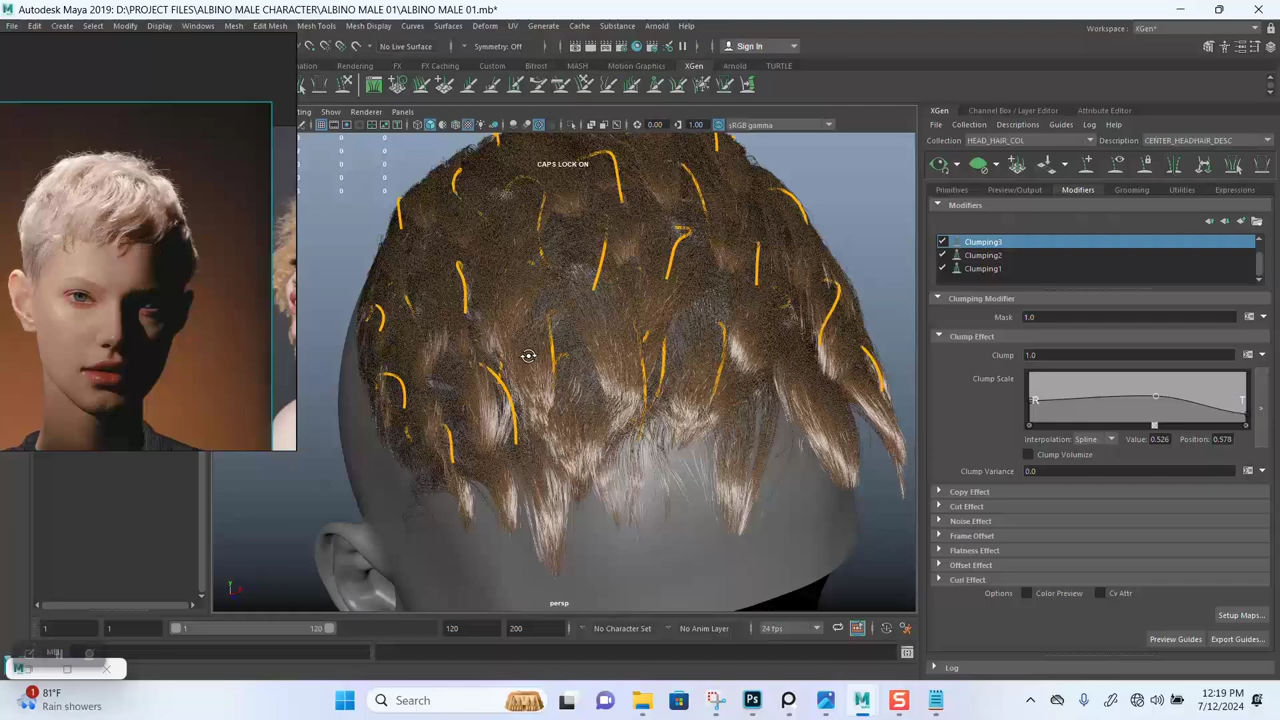 Autodesk Maya 2019: D:\PROJECT FILES\ALBINO MALE CHARACTER\ALBINO MALE 01\ALBINO MALE 01.mb*
File Edit Create Select Modify Display Windows Mesh Edit Mesh Mesh Tools Mesh Display Curves Surfaces Deform UV Generate Cache Substance Arnold Help
Workspace: XGen*
No Live Surface Symmetry: Off Sign In
Rendering FX FX Caching Custom Bifrost MASH Motion Graphics XGen Arnold TURTLE
Show Renderer Panels
0.00 1.00 sRGB gamma
0
0
0
0
0
CAPS LOCK ON
persp
XGen Channel Box / Layer Editor Attribute Editor
File Collection Descriptions Guides Log Help
Collection HEAD_HAIR_COL Description CENTER_HEADHAIR_DESC
Primitives Preview/Output Modifiers Grooming Utilities Expressions
Modifiers
Clumping3
Clumping2
Clumping1
Clumping Modifier
Mask 1.0
Clump Effect
Clump 1.0
Clump Scale
R T
Interpolation: Spline Value: 0.526 Position: 0.578
Clump Volumize
Clump Variance 0.0
Copy Effect
Cut Effect
Noise Effect
Frame Offset
Flatness Effect
Offset Effect
Curl Effect
Options Color Preview Cv Attr
Setup Maps...
Preview Guides Export Guides...
Log
1 1 1 120 120 200 No Character Set No Anim Layer 24 fps
81°F
Rain showers
1
Search
12:19 PM
7/12/2024